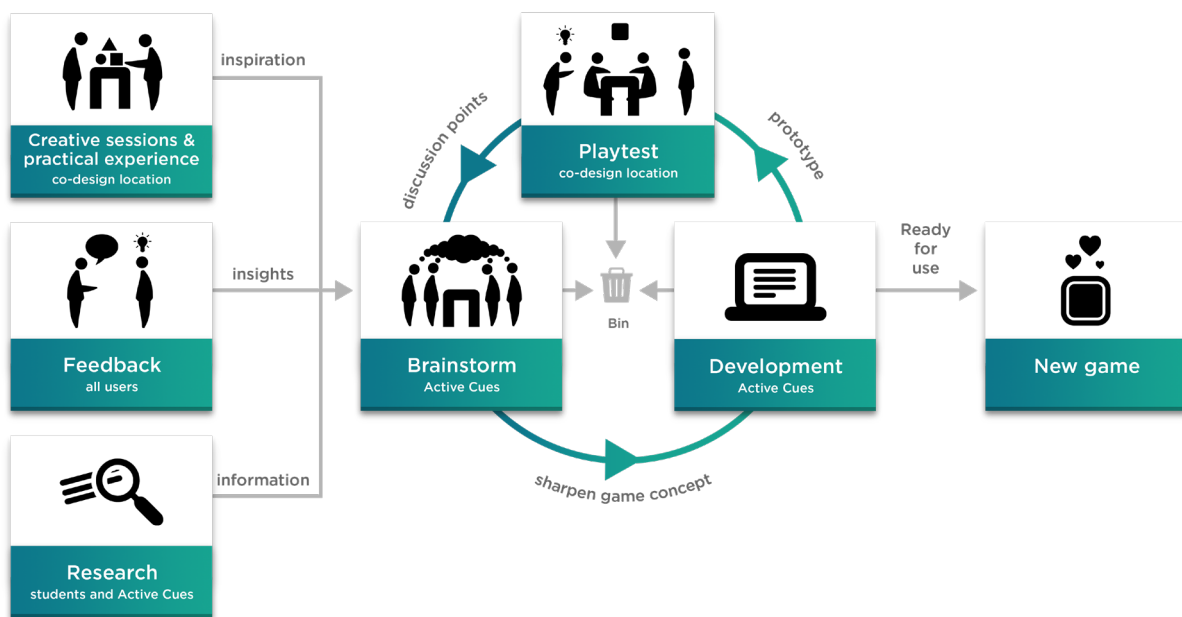 inspiration
Creative sessions &
practical experience
co-design location
insights
Feedback
all users
information
Research
students and Active Cues
discussion points
Playtest
co-design location
prototype
Brainstorm
Active Cues
Bin
Development
Active Cues
sharpen game concept
Ready
for
use
New game